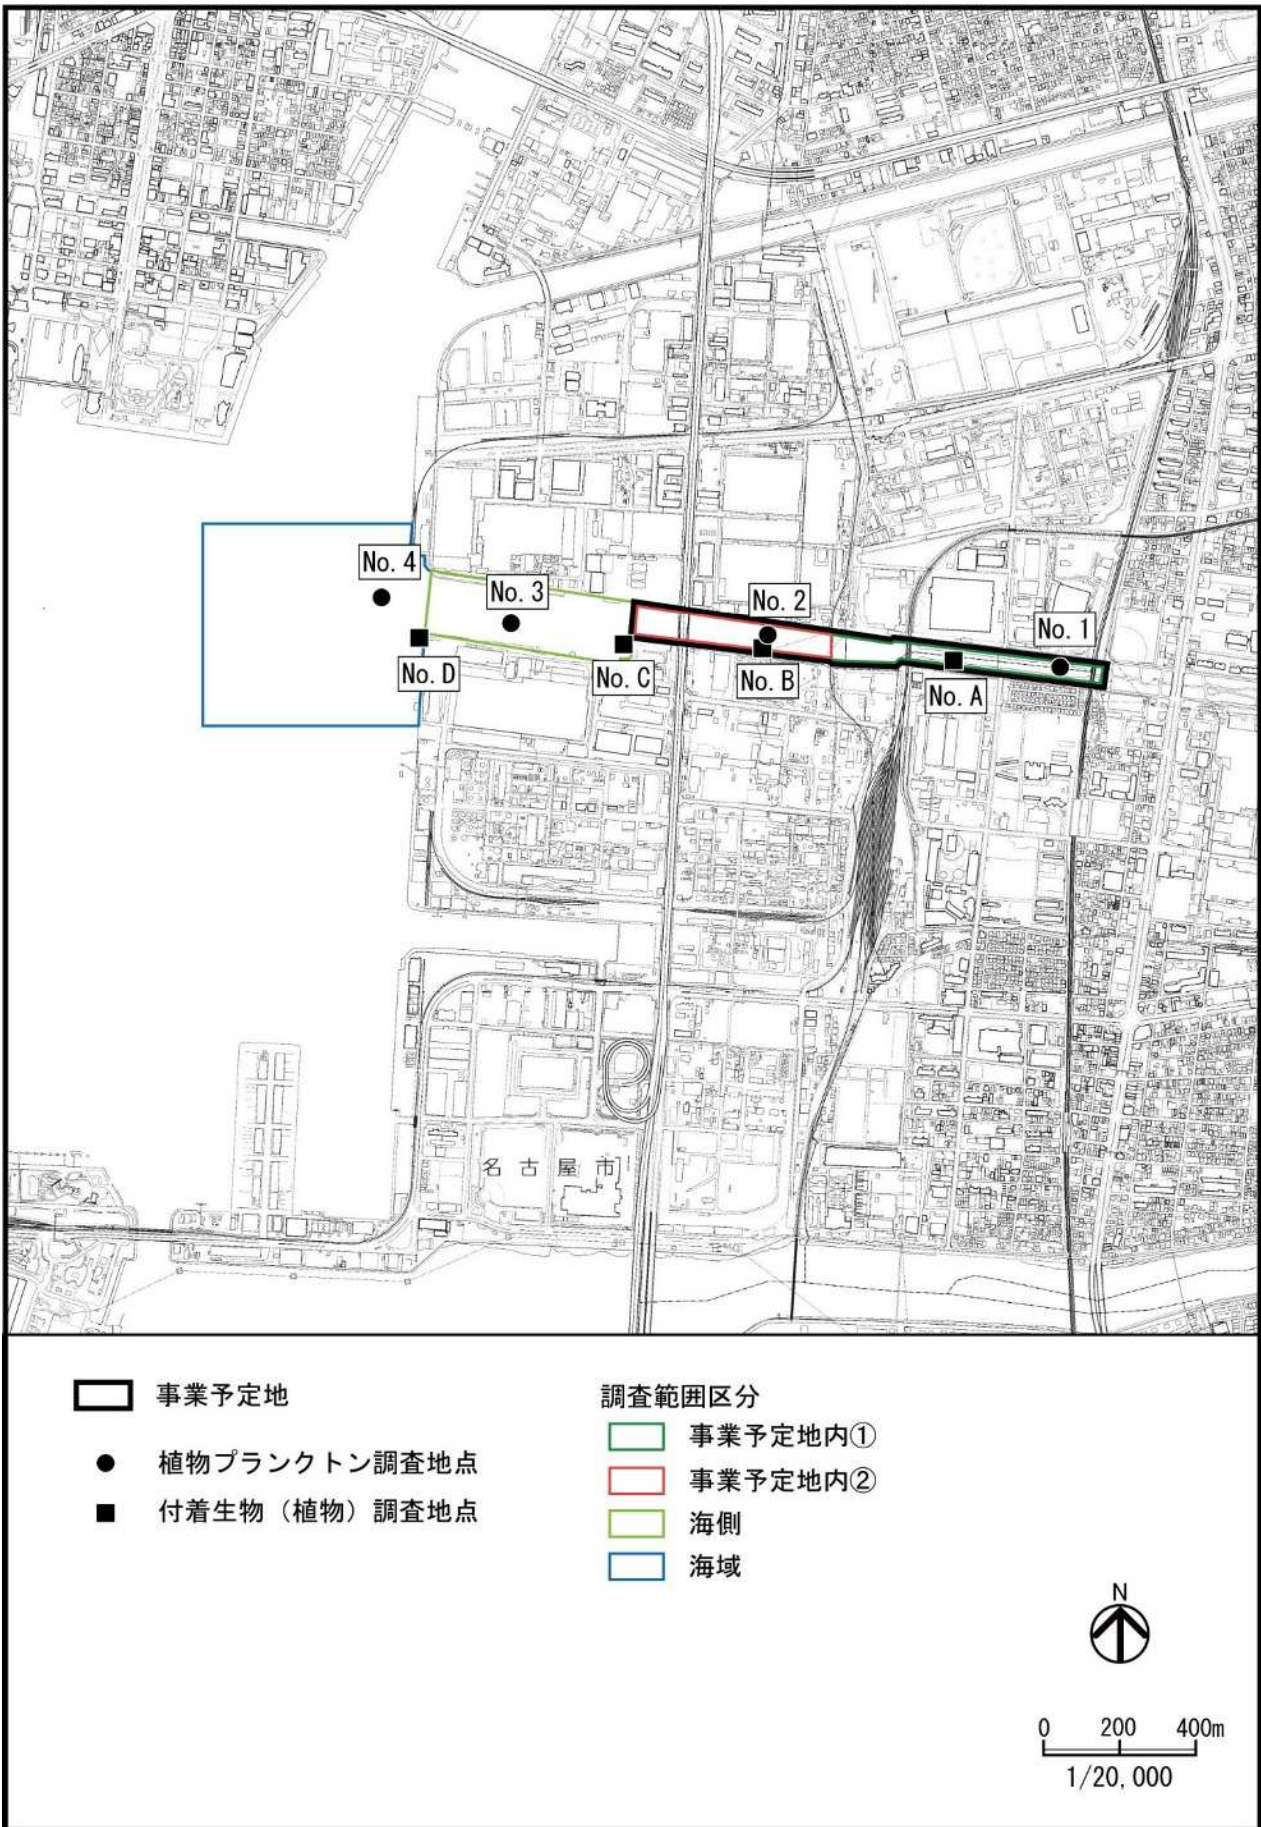 No. 4
No. 3
No. 2
No. 1
No. D
No. C
No. B
No. A
名古屋市
事業予定地
植物プランクトン調査地点
付着生物（植物）調査地点
調査範囲区分
事業予定地内①
事業予定地内②
海側
海域
N
0 200 400m
1/20,000